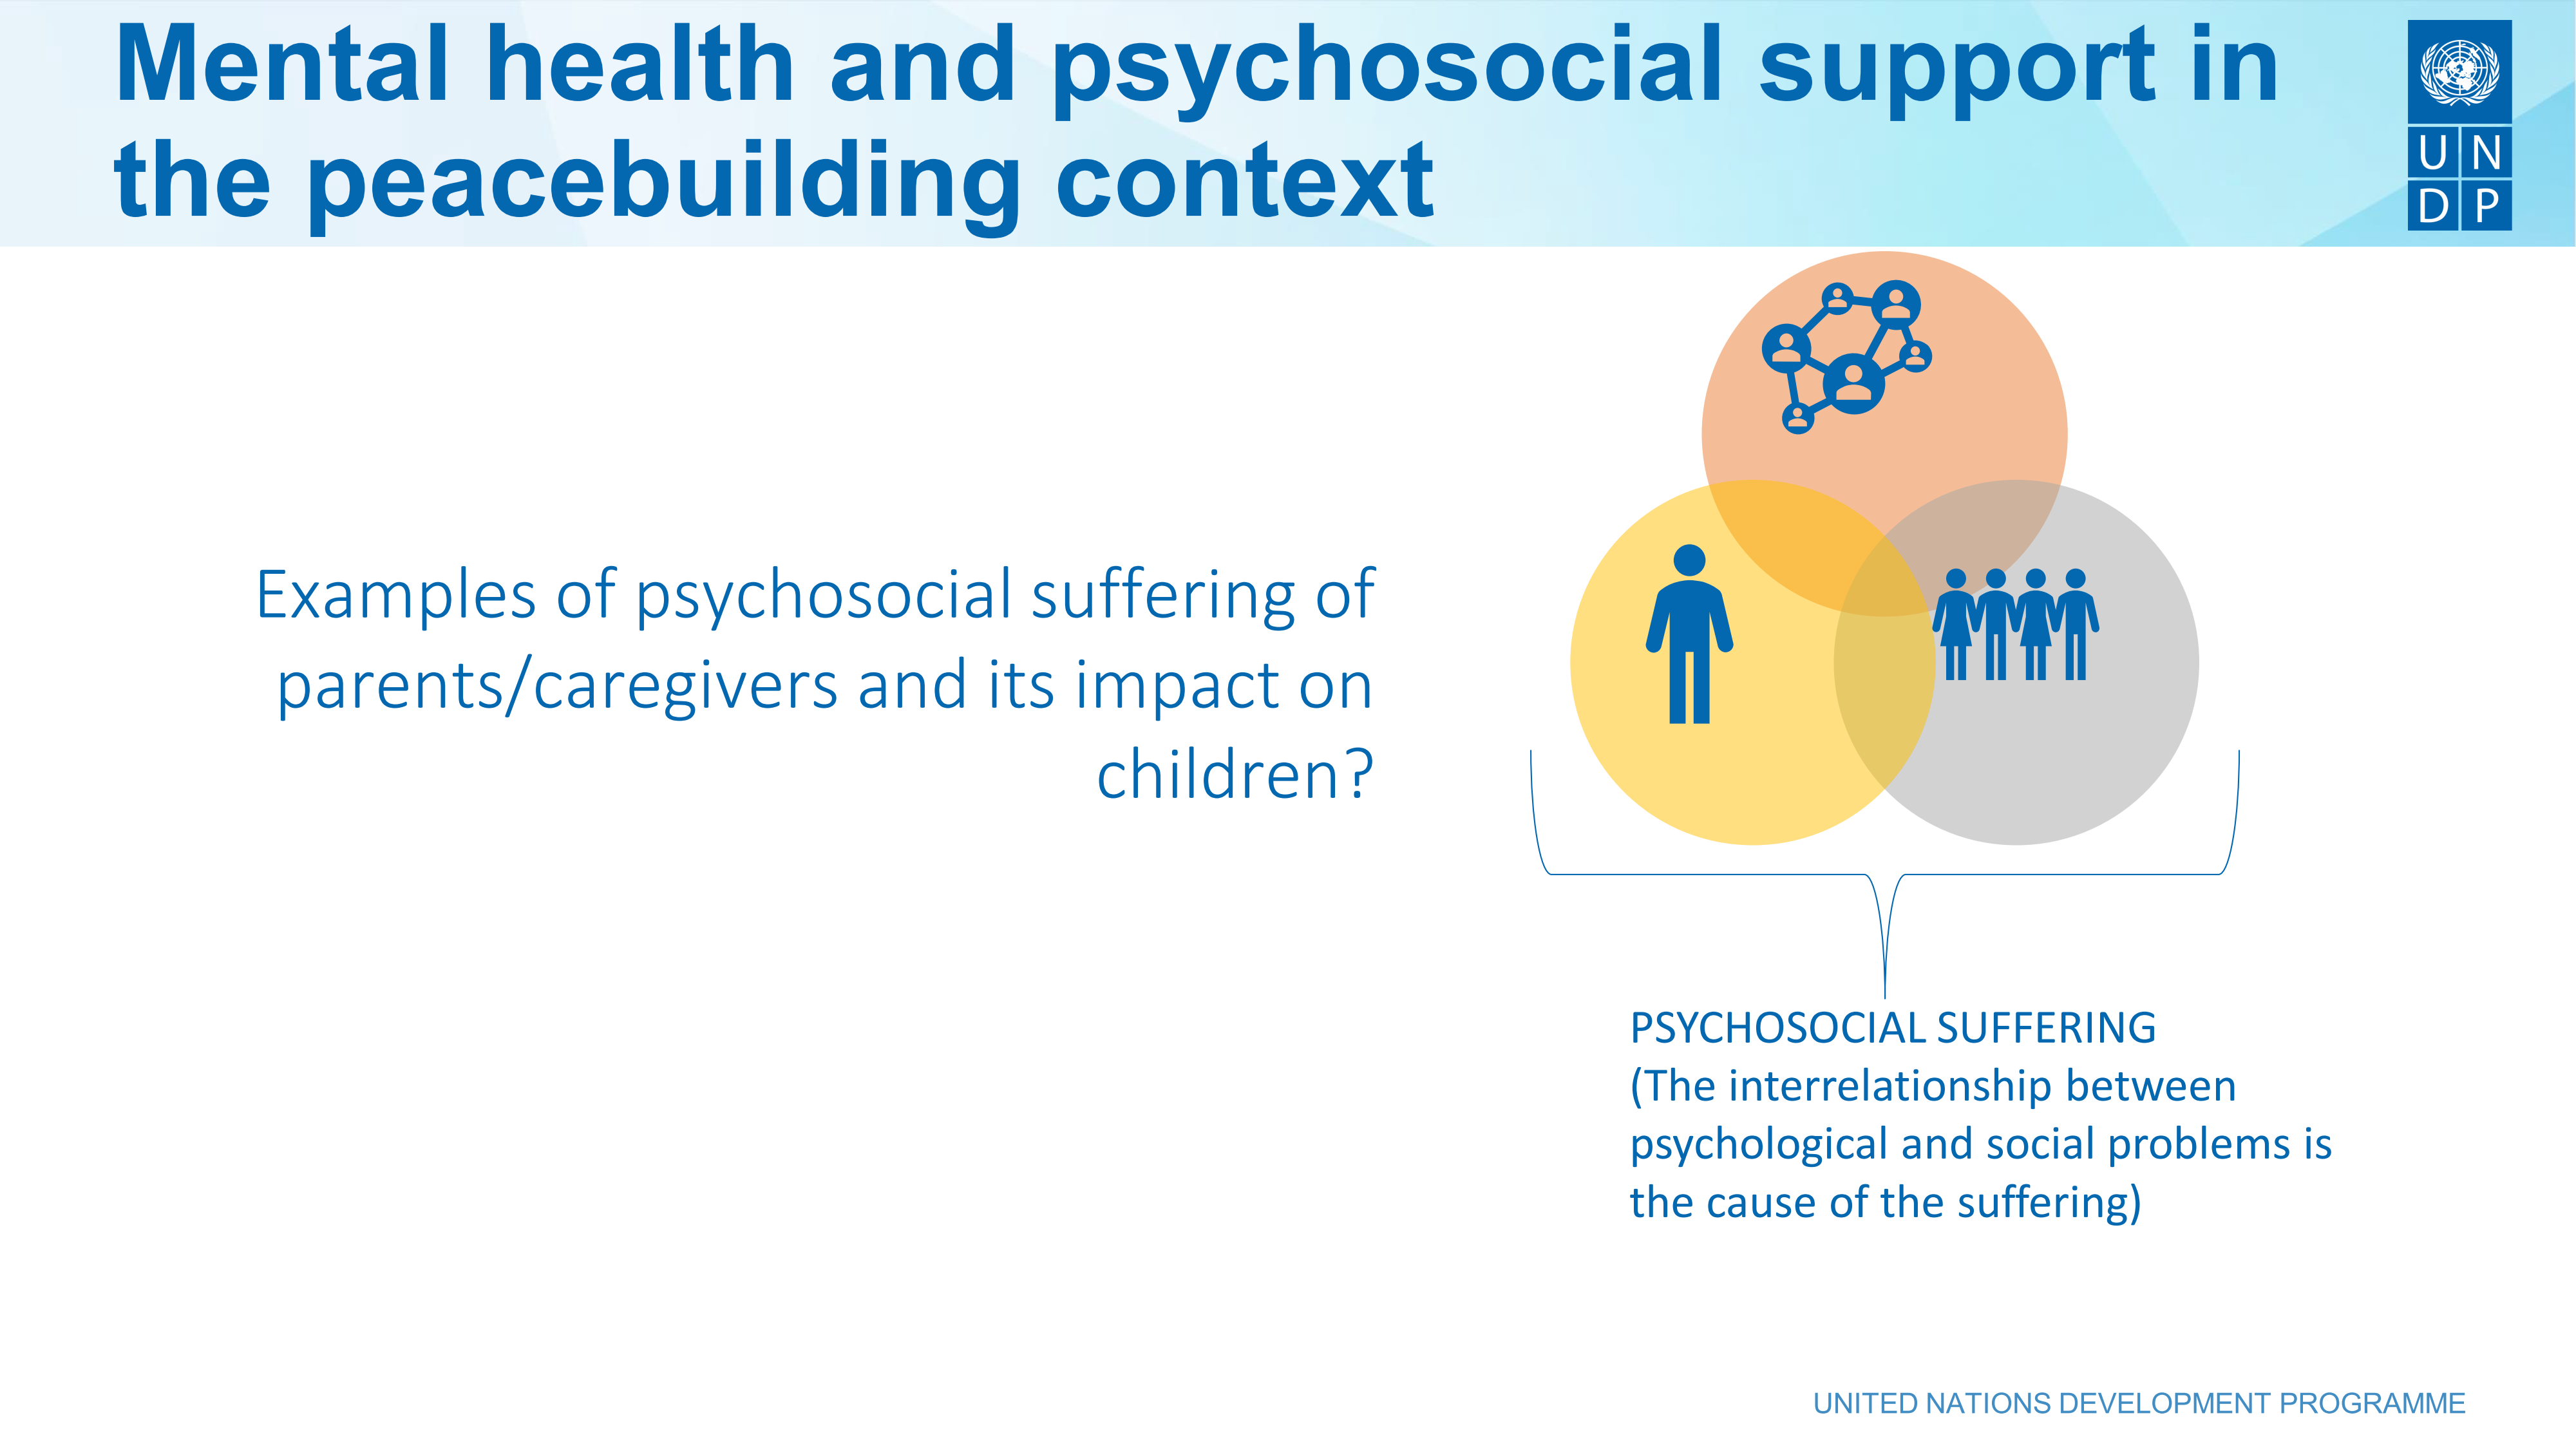 Mental health and psychosocial support in
the peacebuilding context
U N
D P
Examples of psychosocial suffering of
parents/caregivers and its impact on
children?
PSYCHOSOCIAL SUFFERING
(The interrelationship between
psychological and social problems is
the cause of the suffering)
UNITED NATIONS DEVELOPMENT PROGRAMME